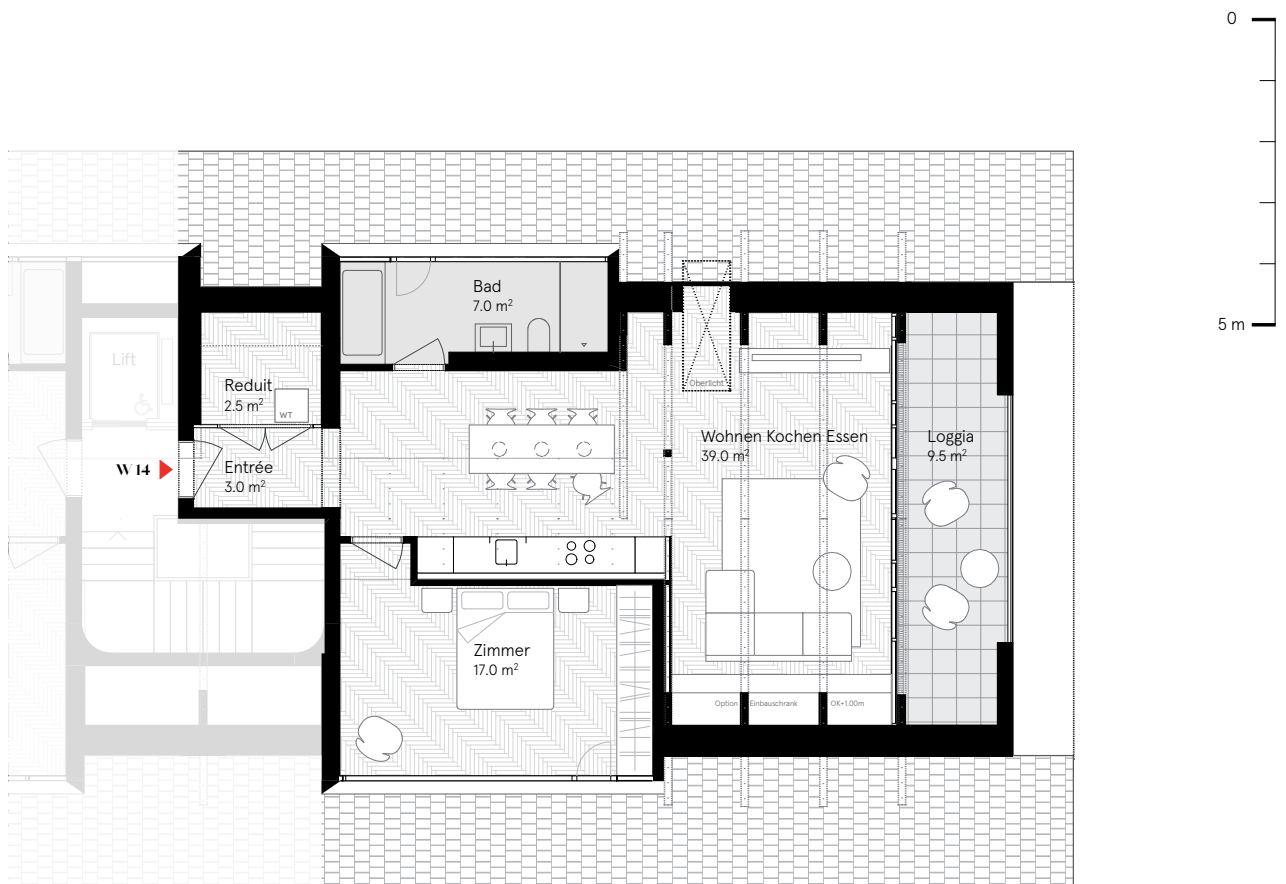 0
5 m
Bad
7.0 m²
Lift
Reduit
2.5 m²
WT
Oberlicht
W 14
Entrée
3.0 m²
Wohnen Kochen Essen
39.0 m²
Loggia
9.5 m²
Zimmer
17.0 m²
Option Einbauschrank OK+1.00m